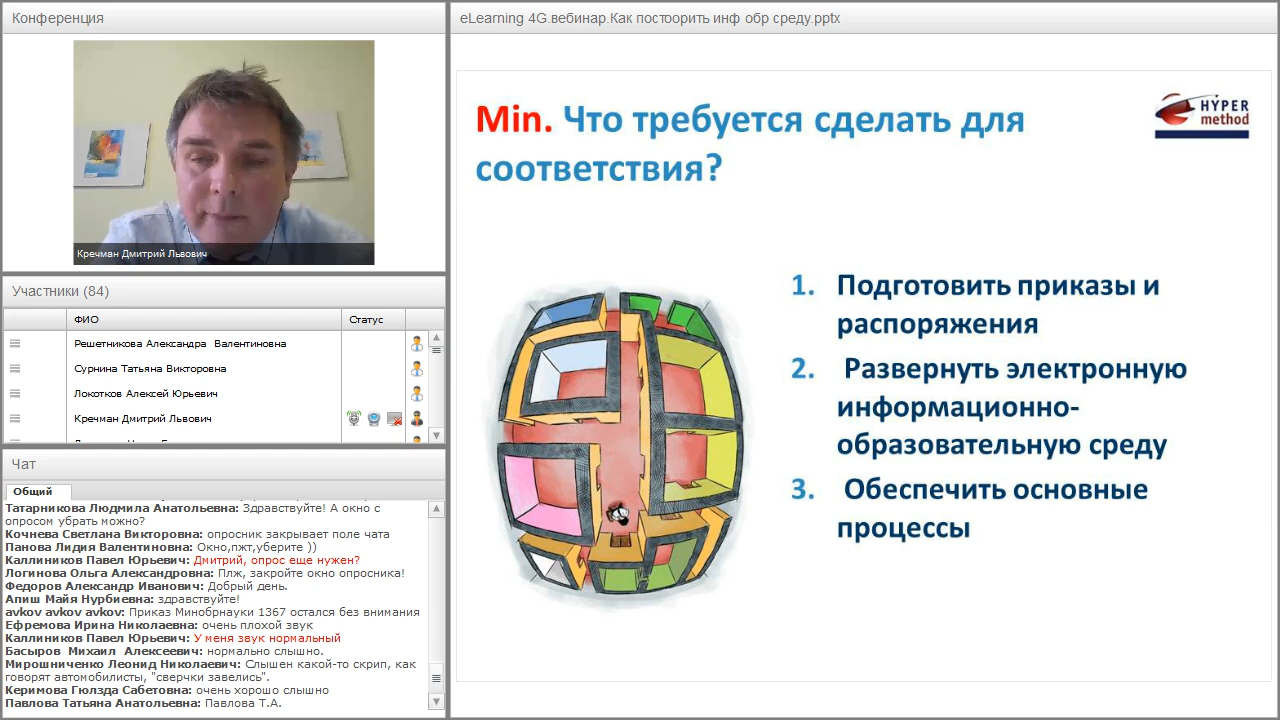 Конференция
Кречман Дмитрий Львович
Участники (84)
ФИО
Статус
Решетникова Александра Валентиновна
Сурнина Татьяна Викторовна
Локотков Алексей Юрьевич
Кречман Дмитрий Львович
Чат
Общий
Татарникова Людмила Анатольевна: Здравствуйте! А окно с
опросом убрать можно?
Кочнева Светлана Викторовна: опросник закрывает поле чата
Панова Лидия Валентиновна: Окно,пжт,уберите ))
Каллиников Павел Юрьевич: Дмитрий, опрос еще нужен?
Логинова Ольга Александровна: Плж, закройте окно опросника!
Федоров Александр Иванович: Добрый день.
Апиш Майя Нурбиевна: здравствуйте!
avkov avkov avkov: Приказ Минобрнауки 1367 остался без внимания
Ефремова Ирина Николаевна: очень плохой звук
Каллиников Павел Юрьевич: У меня звук нормальный
Басыров Михаил Алексеевич: нормально слышно.
Мирошниченко Леонид Николаевич: Слышен какой-то скрип, как
говорят автомобилисты, "сверчки завелись".
Керимова Гюлзда Сабетовна: очень хорошо слышно
Павлова Татьяна Анатольевна: Павлова Т.А.
eLearning 4G.вебинар.Как постоорить инф обр среду.pptx
Min. Что требуется сделать для
соответствия?
HYPER
method
1. Подготовить приказы и
распоряжения
2. Развернуть электронную
информационно-
образовательную среду
3. Обеспечить основные
процессы